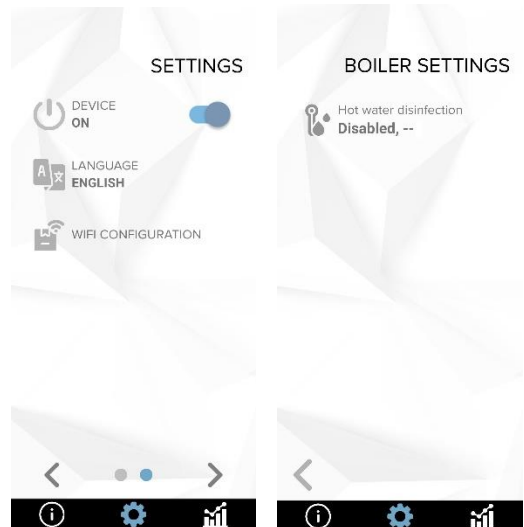 SETTINGS
DEVICE
ON
LANGUAGE
ENGLISH
WIFI CONFIGURATION
BOILER SETTINGS
Hot water disinfection
Disabled, --